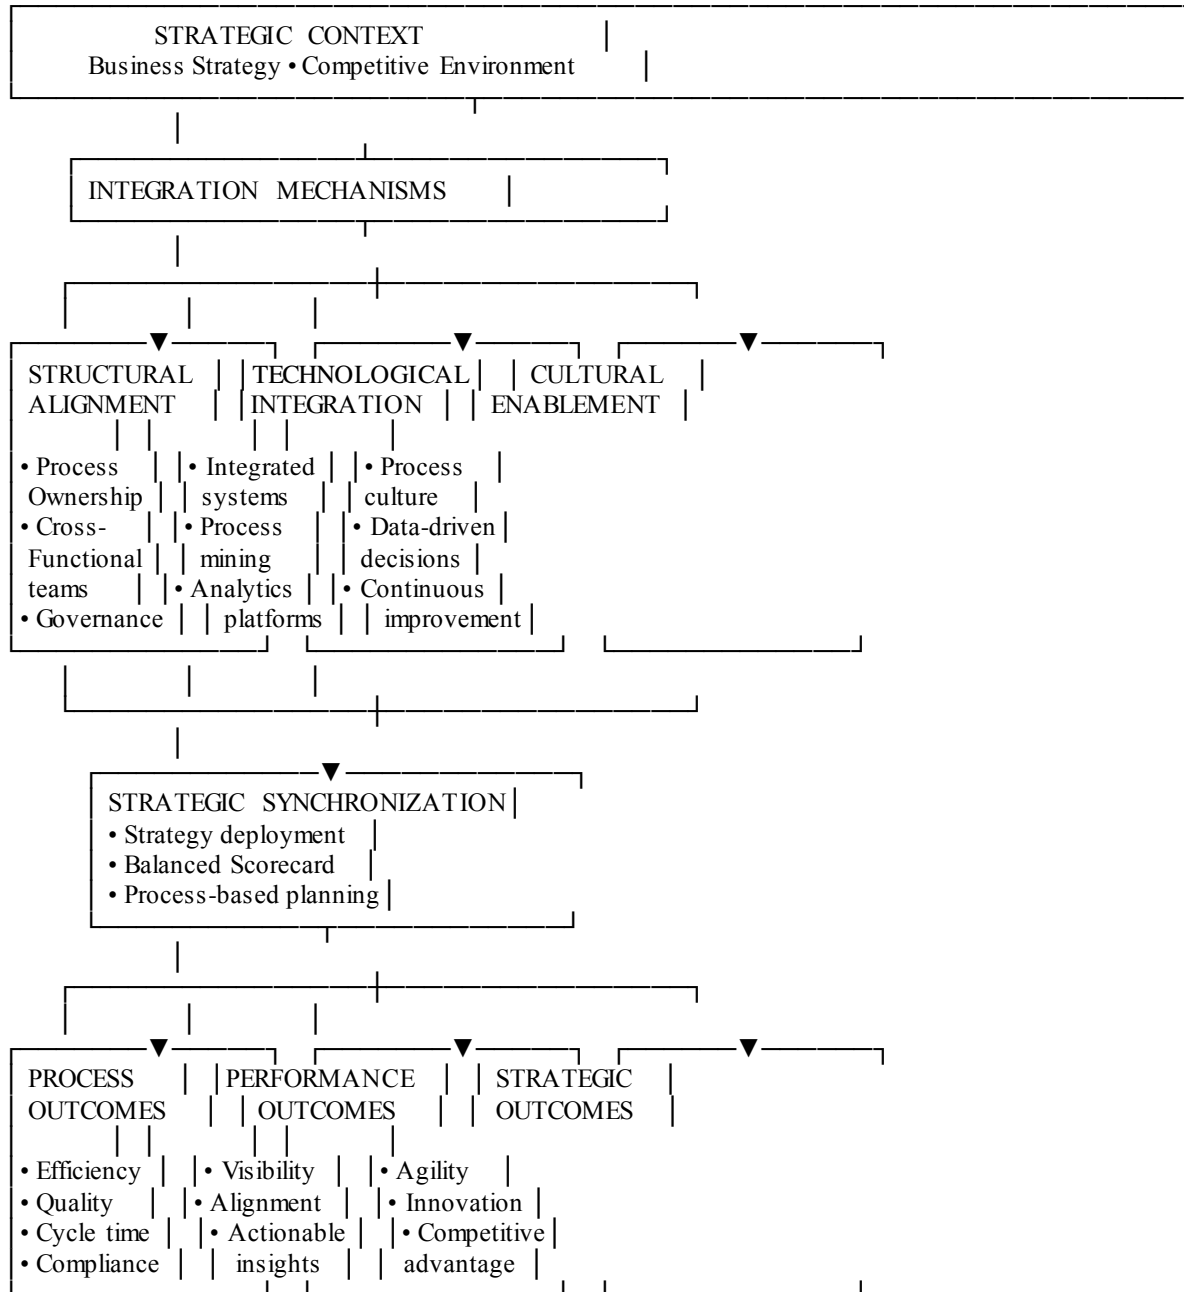 STRATEGIC CONTEXT
Business Strategy • Competitive Environment
INTEGRATION MECHANISMS
STRUCTURAL TECHNOLOGICAL CULTURAL
ALIGNMENT INTEGRATION ENABLEMENT
• Process • Integrated • Process
Ownership systems culture
• Cross- • Process • Data-driven
Functional mining decisions
teams • Analytics • Continuous
• Governance platforms improvement
STRATEGIC SYNCHRONIZATION
• Strategy deployment
• Balanced Scorecard
• Process-based planning
PROCESS PERFORMANCE STRATEGIC
OUTCOMES OUTCOMES OUTCOMES
• Efficiency • Visibility • Agility
• Quality • Alignment • Innovation
• Cycle time • Actionable • Competitive
• Compliance insights advantage